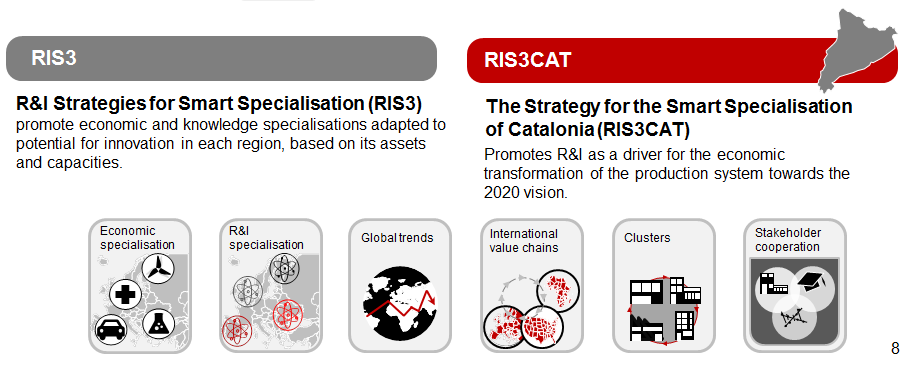 RIS3
R&I Strategies for Smart Specialisation (RIS3)
promote economic and knowledge specialisations adapted to
potential for innovation in each region, based on its assets
and capacities.
RIS3CAT
The Strategy for the Smart Specialisation
of Catalonia (RIS3CAT)
Promotes R&I as a driver for the economic
transformation of the production system towards the
2020 vision.
Economic
specialisation
R&I
specialisation
Global trends
International
value chains
Clusters
Stakeholder
cooperation
8